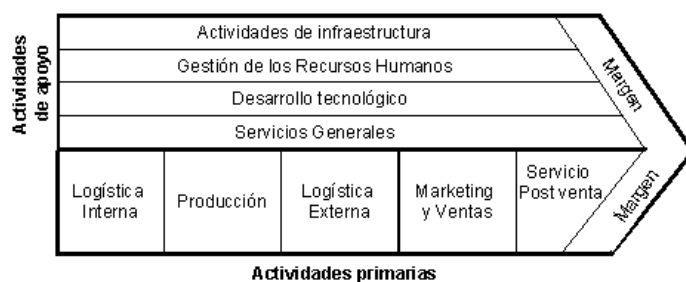 Actividades
de apoyo
Actividades de infraestructura
Gestión de los Recursos Humanos
Desarrollo tecnológico
Servicios Generales
Margen
Logística
Interna
Producción
Logística
Externa
Marketing
y Ventas
Servicio
Post venta
Margen
Actividades primarias